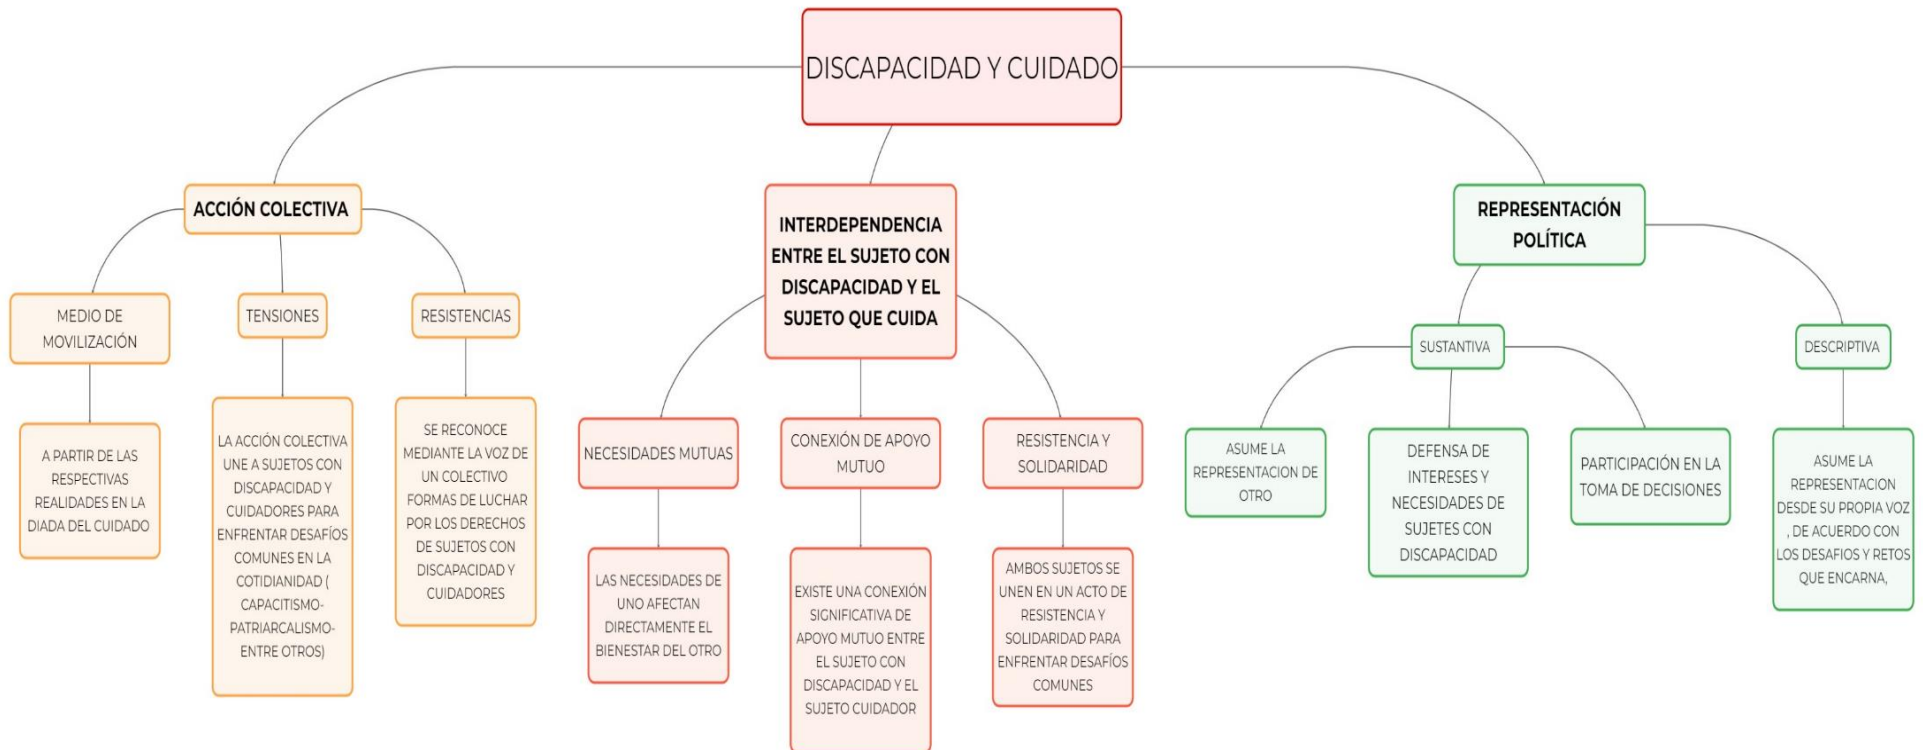 DISCAPACIDAD Y CUIDADO
ACCIÓN COLECTIVA
MEDIO DE
MOVILIZACIÓN
A PARTIR DE LAS
RESPECTIVAS
REALIDADES EN LA
DIADA DEL CUIDADO
TENSIONES
LA ACCIÓN COLECTIVA
UNE A SUJETOS CON
DISCAPACIDAD Y
CUIDADORES PARA
ENFRENTAR DESAFÍOS
COMUNES EN LA
COTIDIANIDAD (
CAPACITISMO-
PATRIARCALISMO-
ENTRE OTROS)
RESISTENCIAS
SE RECONOCE
MEDIANTE LA VOZ DE
UN COLECTIVO
FORMAS DE LUCHAR
POR LOS DERECHOS
DE SUJETOS CON
DISCAPACIDAD Y
CUIDADORES
INTERDEPENDENCIA
ENTRE EL SUJETO CON
DISCAPACIDAD Y EL
SUJETO QUE CUIDA
NECESIDADES MUTUAS
LAS NECESIDADES DE
UNO AFECTAN
DIRECTAMENTE EL
BIENESTAR DEL OTRO
CONEXIÓN DE APOYO
MUTUO
EXISTE UNA CONEXIÓN
SIGNIFICATIVA DE
APOYO MUTUO ENTRE
EL SUJETO CON
DISCAPACIDAD Y EL
SUJETO CUIDADOR
RESISTENCIA Y
SOLIDARIDAD
AMBOS SUJETOS SE
UNEN EN UN ACTO DE
RESISTENCIA Y
SOLIDARIDAD PARA
ENFRENTAR DESAFÍOS
COMUNES
REPRESENTACIÓN
POLÍTICA
SUSTANTIVA
ASUME LA
REPRESENTACION DE
OTRO
DEFENSA DE
INTERESES Y
NECESIDADES DE
SUJETES CON
DISCAPACIDAD
PARTICIPACIÓN EN LA
TOMA DE DECISIONES
DESCRIPTIVA
ASUME LA
REPRESENTACION
DESDE SU PROPIA VOZ
, DE ACUERDO CON
LOS DESAFIOS Y RETOS
QUE ENCARNA,